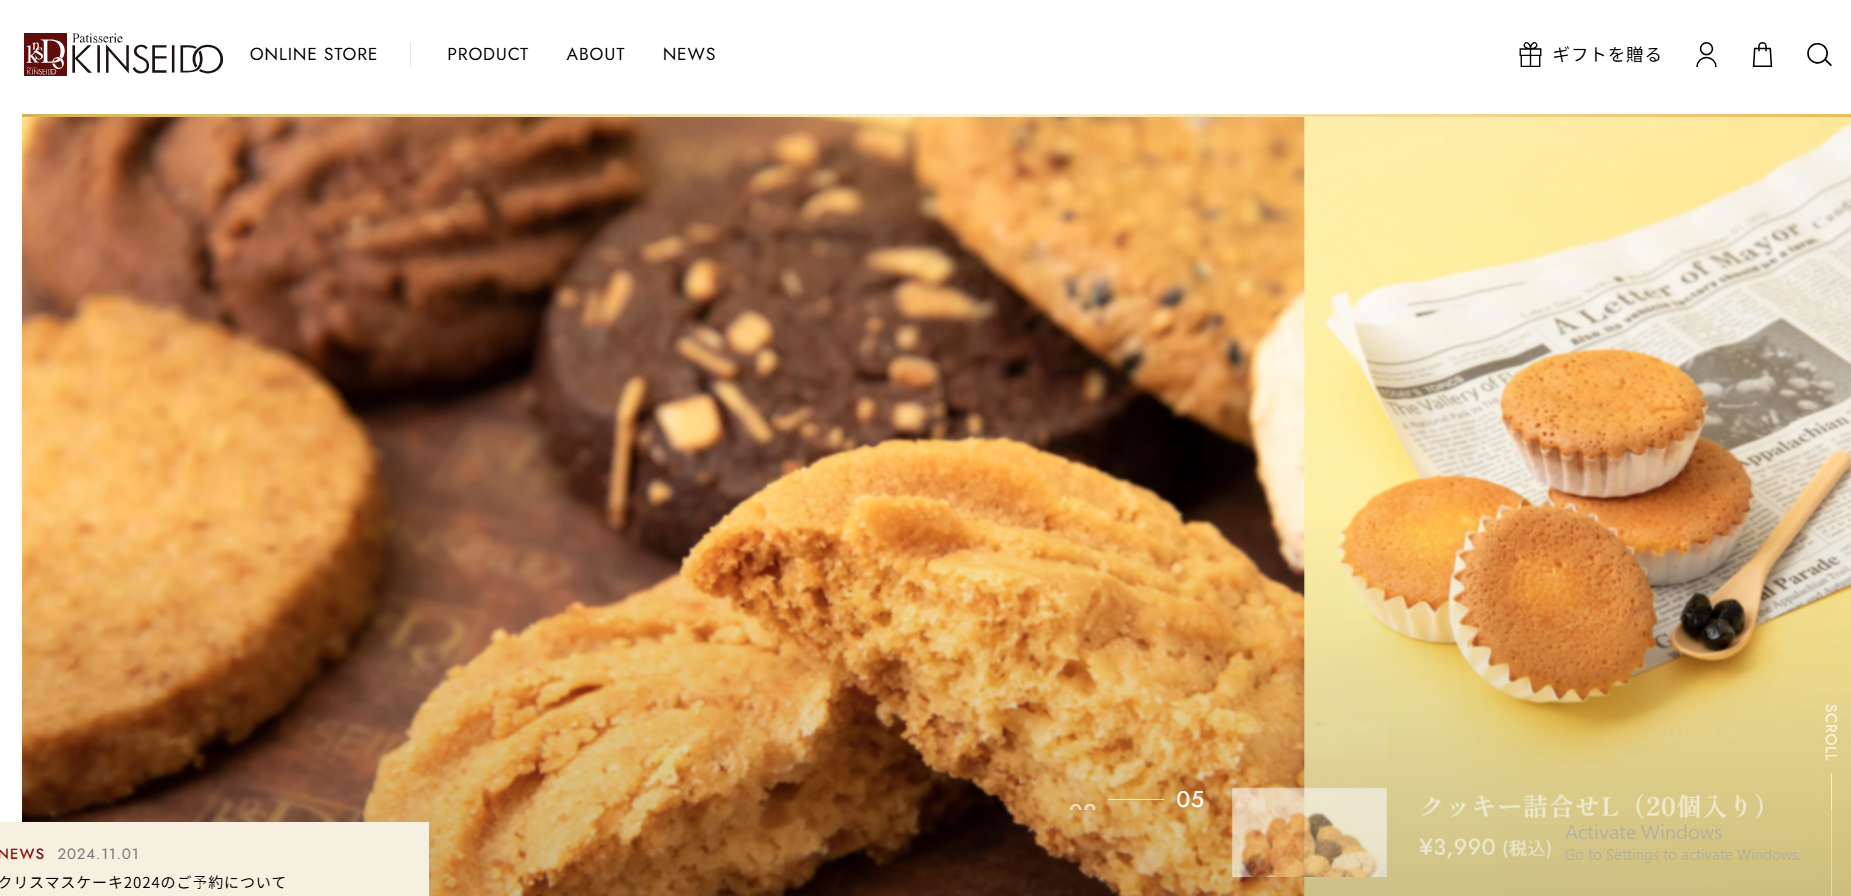 Patisserie
KINSEIDO
KINSEIDO
ONLINE STORE
PRODUCT
ABOUT
NEWS
ギフトを贈る
A Letter of Mayor
The Vallery of
Appalachian
Parade
SCROLL
05
クッキー詰合せL（20個入り）
¥3,990 (税込)
Activate Windows
Go to Settings to activate Windows.
NEWS 2024.11.01
クリスマスケーキ2024のご予約について